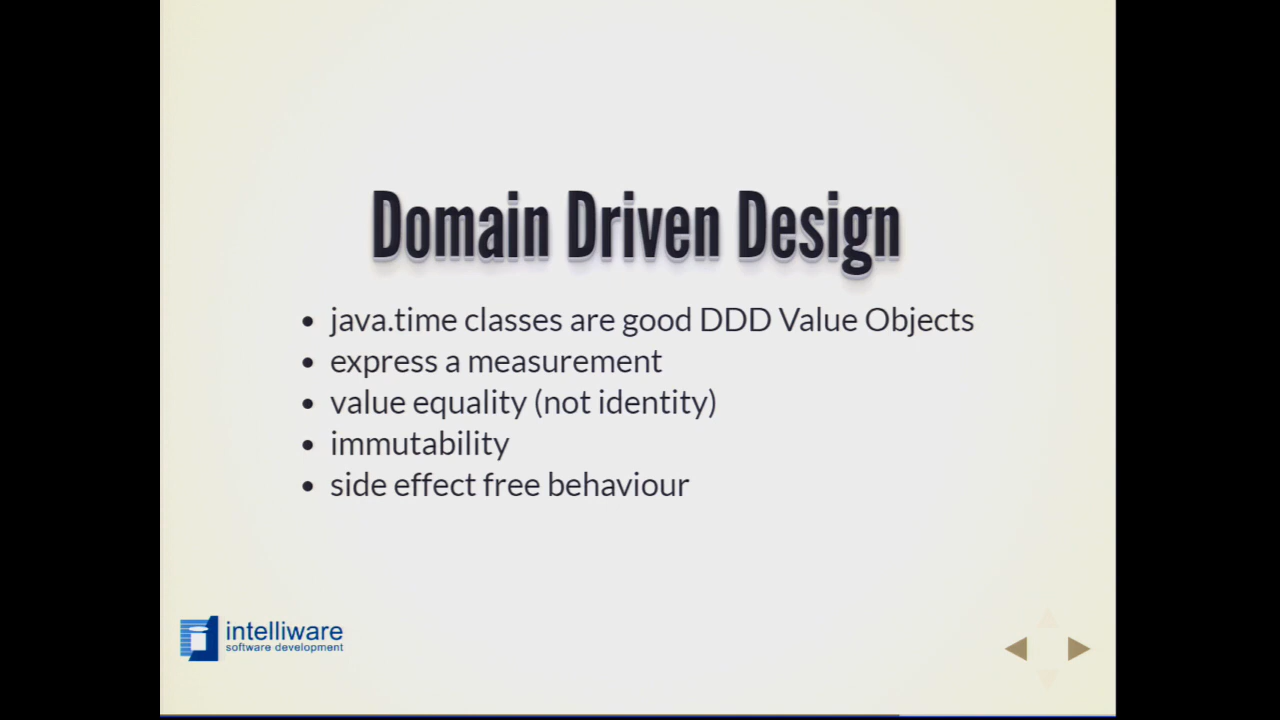 Domain Driven Design
java.time classes are good DDD Value Objects
express a measurement
value equality (not identity)
immutability
side effect free behaviour
intelliware
software development